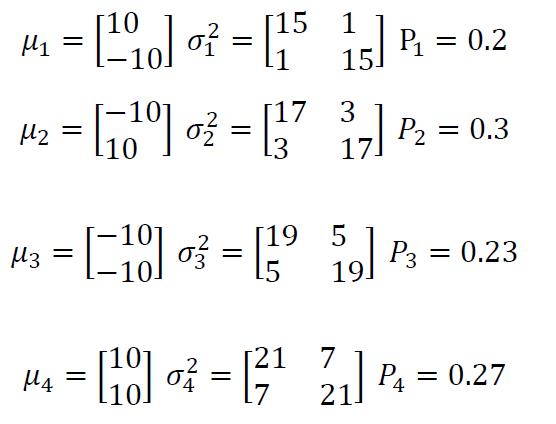 μ₁ = [10 −10] σ₁² = [15 1 1 15] P₁ = 0.2
μ₂ = [−10 10] σ₂² = [17 3 3 17] P₂ = 0.3
μ₃ = [−10 −10] σ₃² = [19 5 5 19] P₃ = 0.23
μ₄ = [10 10] σ₄² = [21 7 7 21] P₄ = 0.27